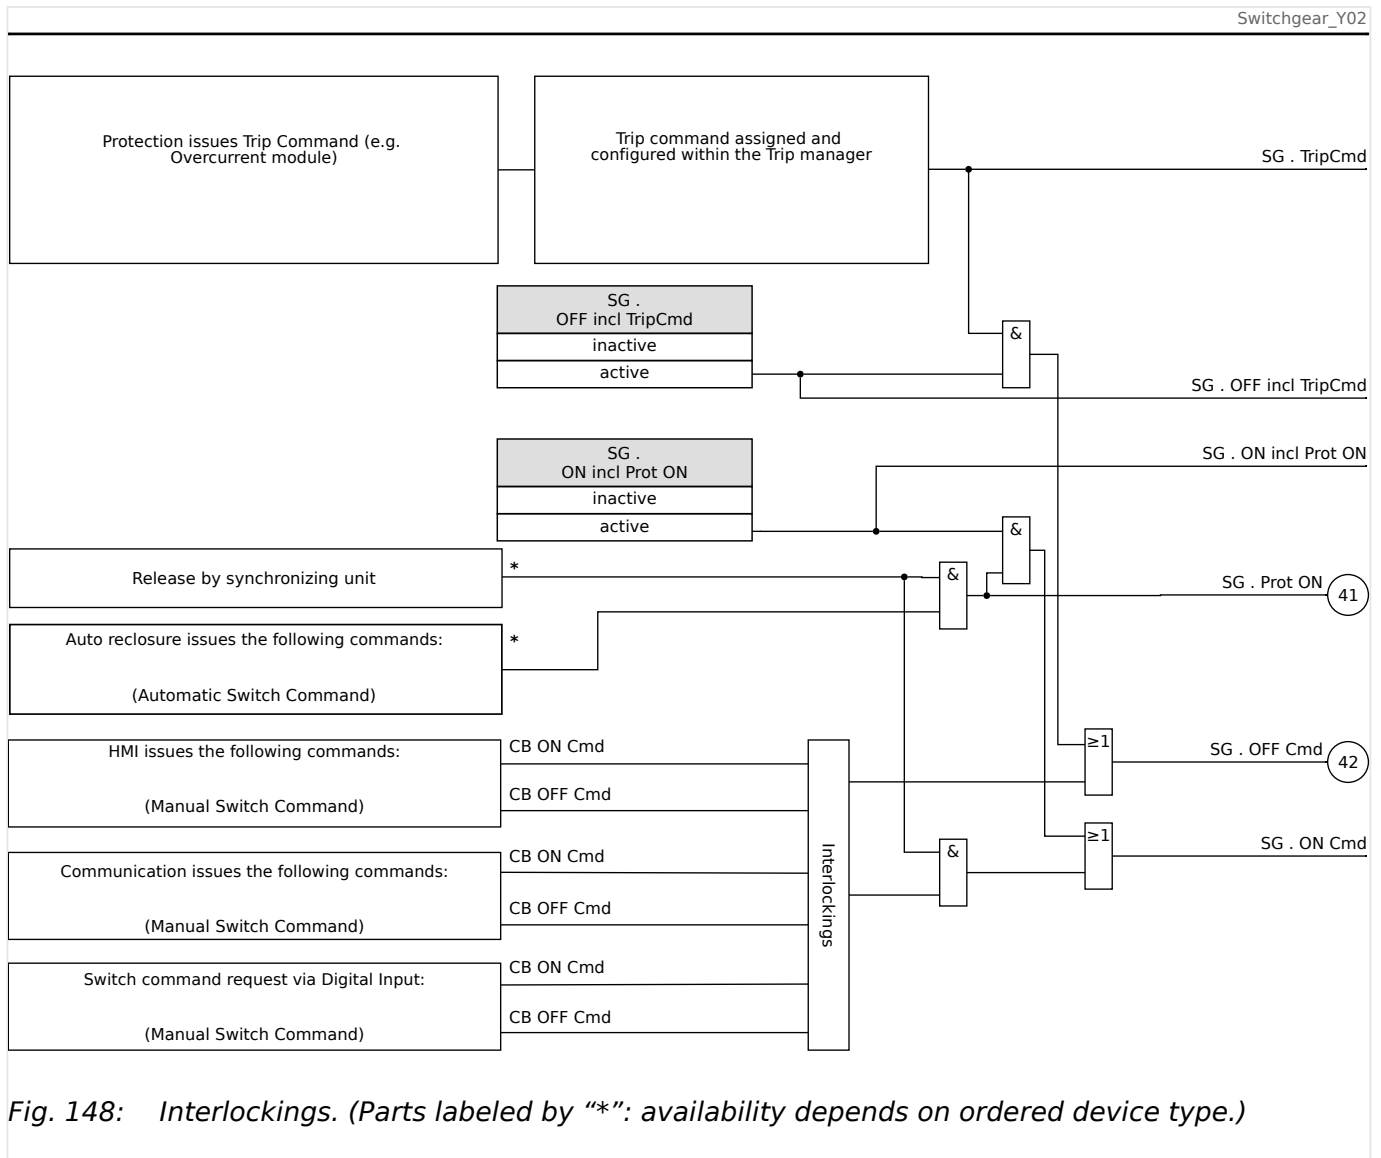 Switchgear_Y02
Protection issues Trip Command (e.g.
Overcurrent module)
Trip command assigned and
configured within the Trip manager
SG . TripCmd
SG .
OFF incl TripCmd
inactive
active
&
SG . OFF incl TripCmd
SG .
ON incl Prot ON
inactive
active
SG . ON incl Prot ON
&
Release by synchronizing unit
*
&
SG . Prot ON
41
Auto reclosure issues the following commands:
(Automatic Switch Command)
*
HMI issues the following commands:
(Manual Switch Command)
CB ON Cmd
CB OFF Cmd
≥1
SG . OFF Cmd
42
Communication issues the following commands:
(Manual Switch Command)
CB ON Cmd
CB OFF Cmd
Interlockings
&
≥1
SG . ON Cmd
Switch command request via Digital Input:
(Manual Switch Command)
CB ON Cmd
CB OFF Cmd
Fig. 148: Interlockings. (Parts labeled by “*”: availability depends on ordered device type.)